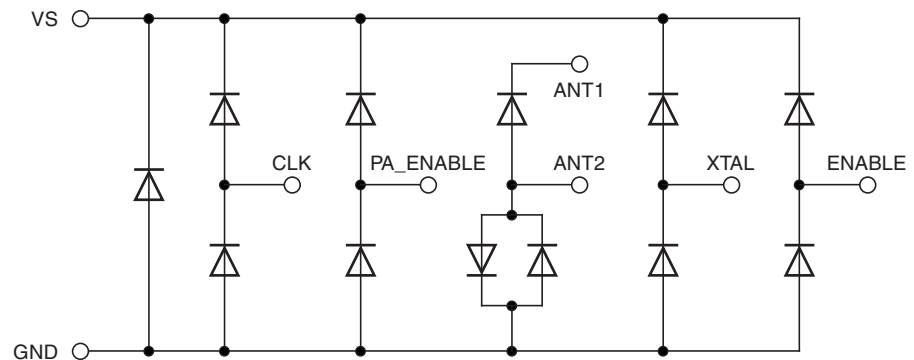 VS
ANT1
CLK
PA_ENABLE
ANT2
XTAL
ENABLE
GND